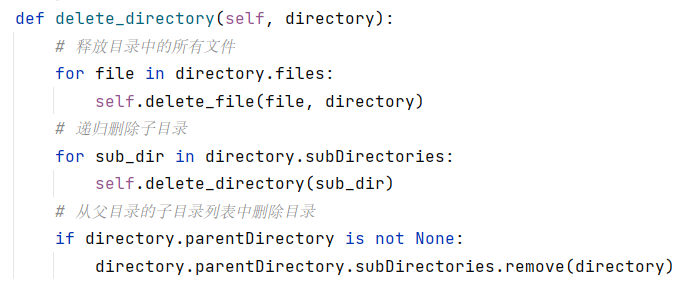 def delete_directory(self, directory):
    # 释放目录中的所有文件
    for file in directory.files:
        self.delete_file(file, directory)
    # 递归删除子目录
    for sub_dir in directory.subDirectories:
        self.delete_directory(sub_dir)
    # 从父目录的子目录列表中删除目录
    if directory.parentDirectory is not None:
        directory.parentDirectory.subDirectories.remove(directory)